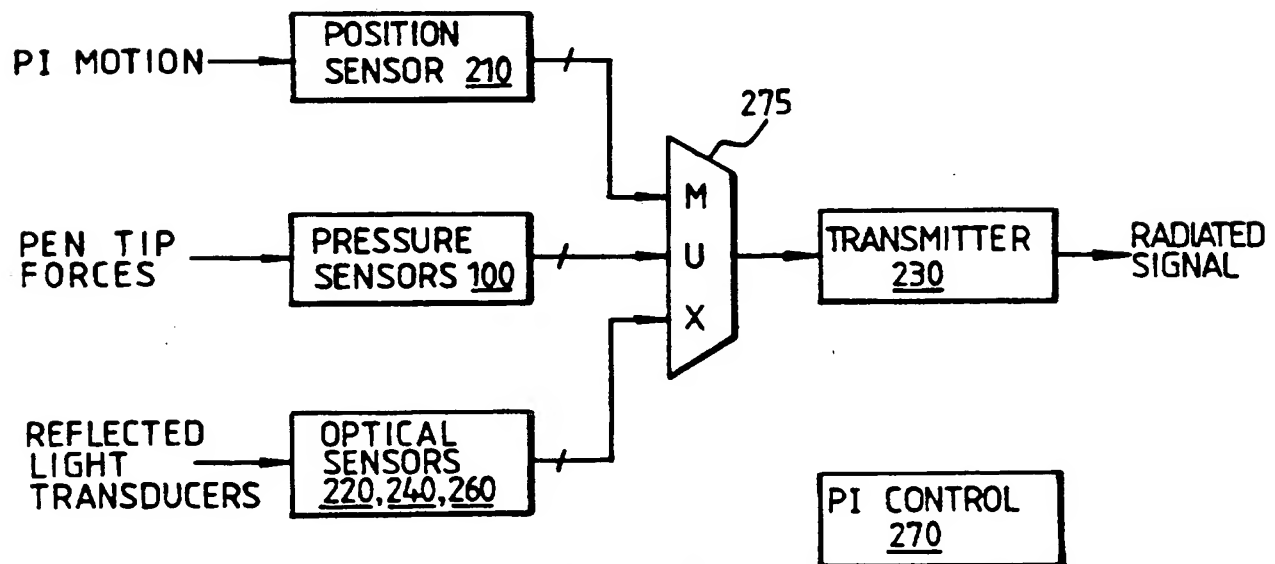 PI MOTION
POSITION
SENSOR 210
275
PEN TIP
FORCES
PRESSURE
SENSORS 100
M
U
X
TRANSMITTER
230
RADIATED
SIGNAL
REFLECTED
LIGHT
TRANSDUCERS
OPTICAL
SENSORS
220, 240, 260
PI CONTROL
270